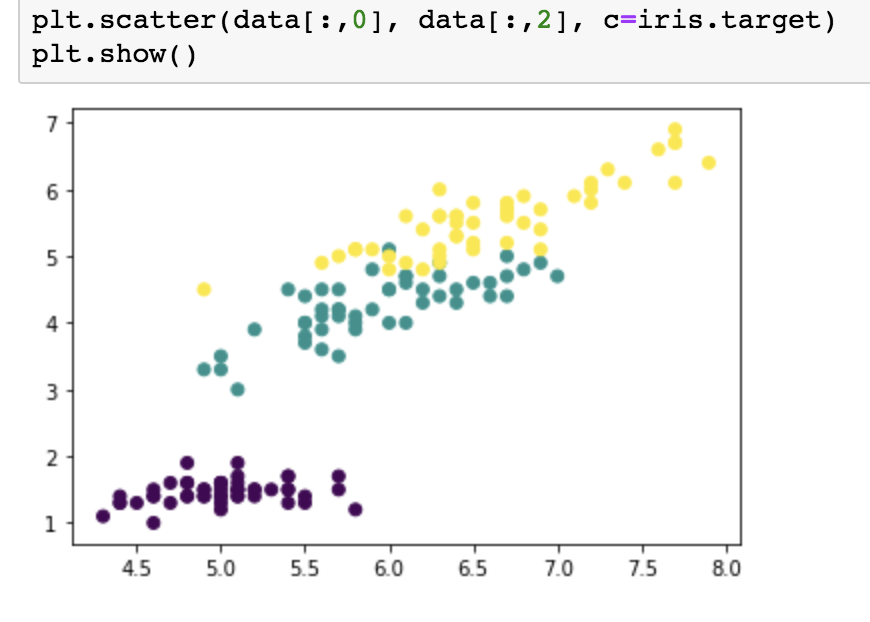 plt.scatter(data[:,0], data[:,2], c=iris.target)
plt.show()
7
6
5
4
3
2
1
4.5 5.0 5.5 6.0 6.5 7.0 7.5 8.0